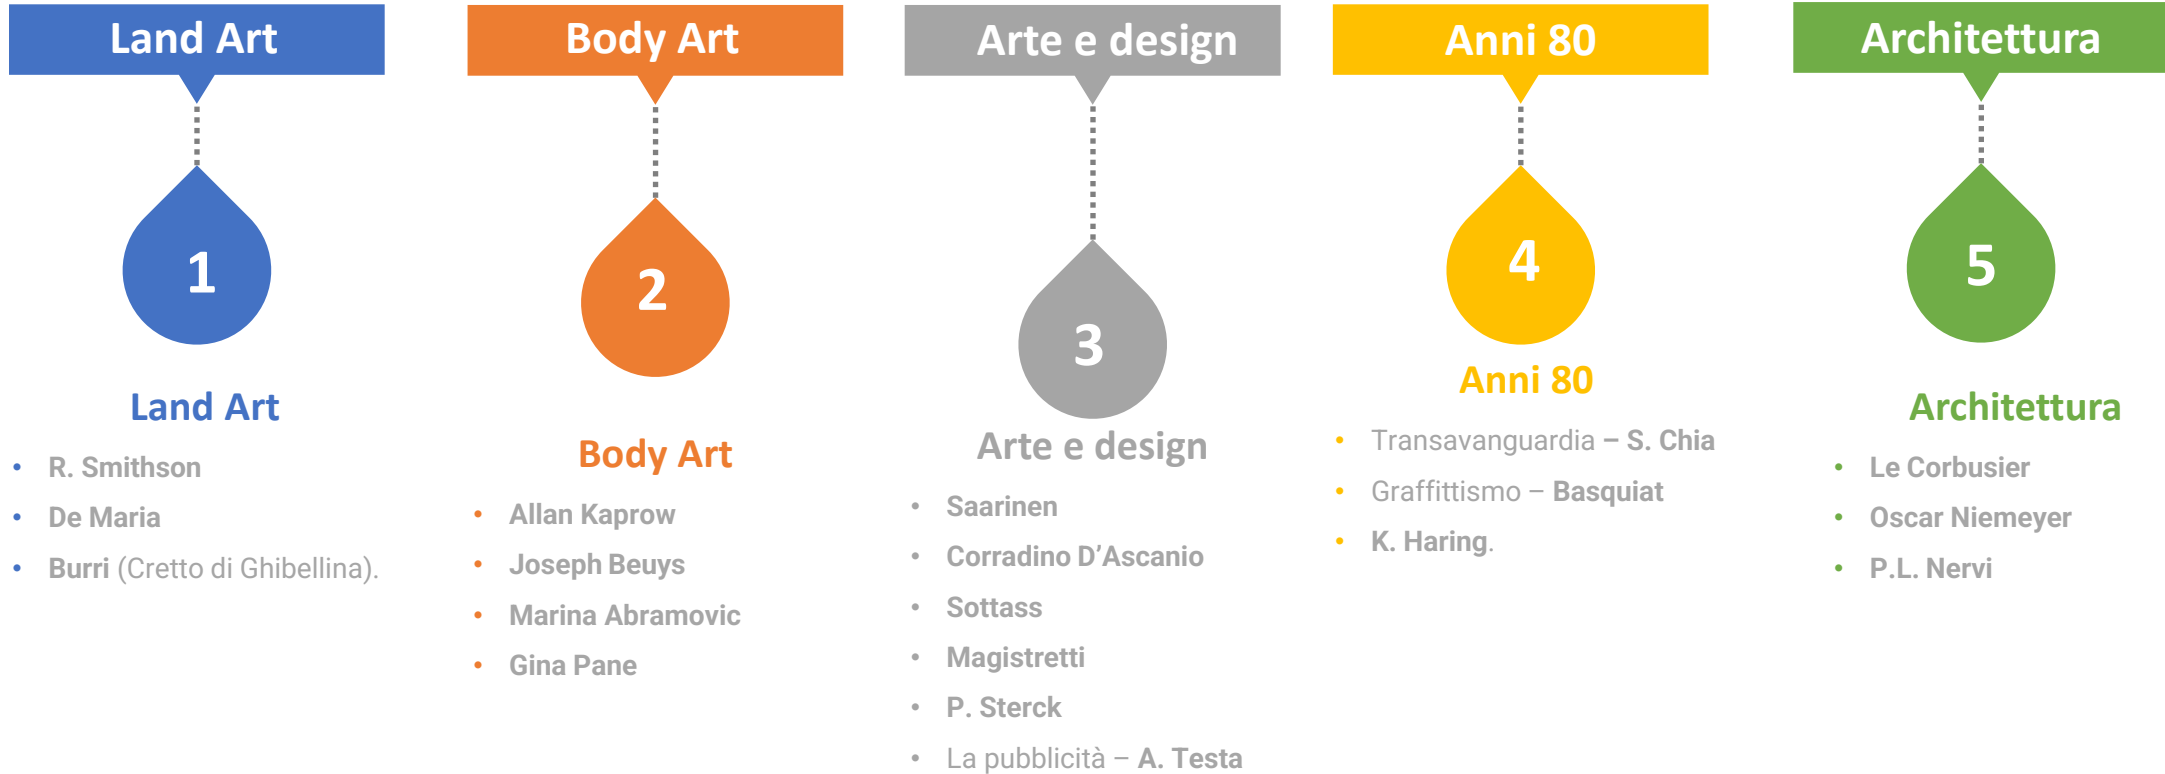 Land Art
Body Art
Arte e design
Anni 80
Architettura
1
2
3
4
5
Land Art
• R. Smithson
• De Maria
• Burri (Cretto di Ghibellina).
Body Art
• Allan Kaprow
• Joseph Beuys
• Marina Abramovic
• Gina Pane
Arte e design
• Saarinen
• Corradino D’Ascanio
• Sottass
• Magistretti
• P. Sterck
• La pubblicità – A. Testa
Anni 80
• Transavanguardia – S. Chia
• Graffittismo – Basquiat
• K. Haring.
Architettura
• Le Corbusier
• Oscar Niemeyer
• P.L. Nervi